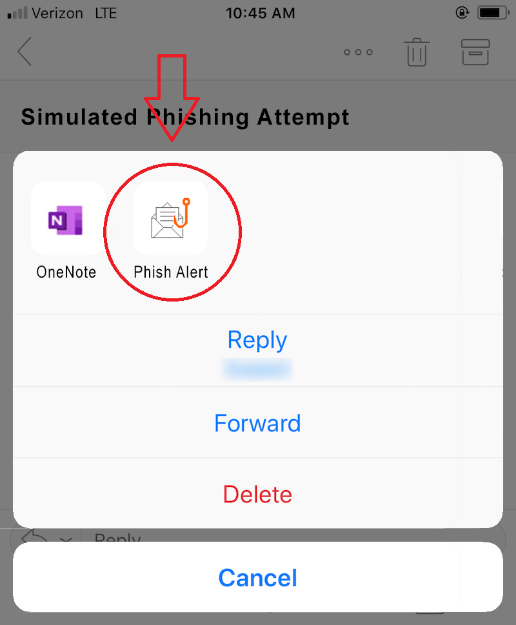 Verizon LTE 10:45 AM
Simulated Phishing Attempt
N
OneNote
Phish Alert
Reply
Forward
Delete
Reply
Cancel